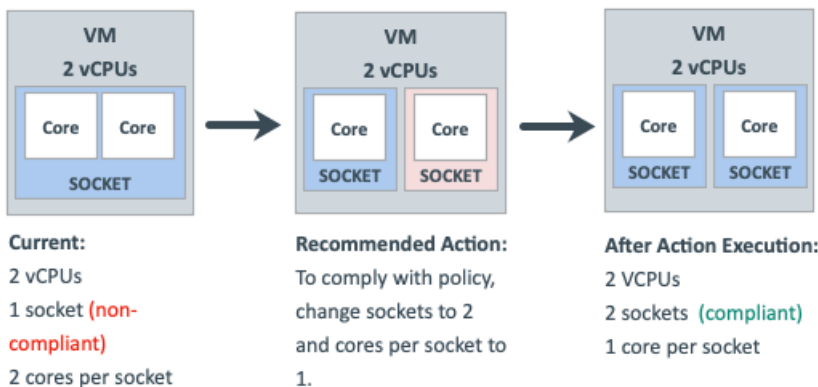 VM
2 vCPUs
Core Core
SOCKET
Current:
2 vCPUs
1 socket (non-
compliant)
2 cores per socket
VM
2 vCPUs
Core Core
SOCKET SOCKET
Recommended Action:
To comply with policy,
change sockets to 2
and cores per socket to
1.
VM
2 vCPUs
Core Core
SOCKET SOCKET
After Action Execution:
2 VCPUs
2 sockets (compliant)
1 core per socket